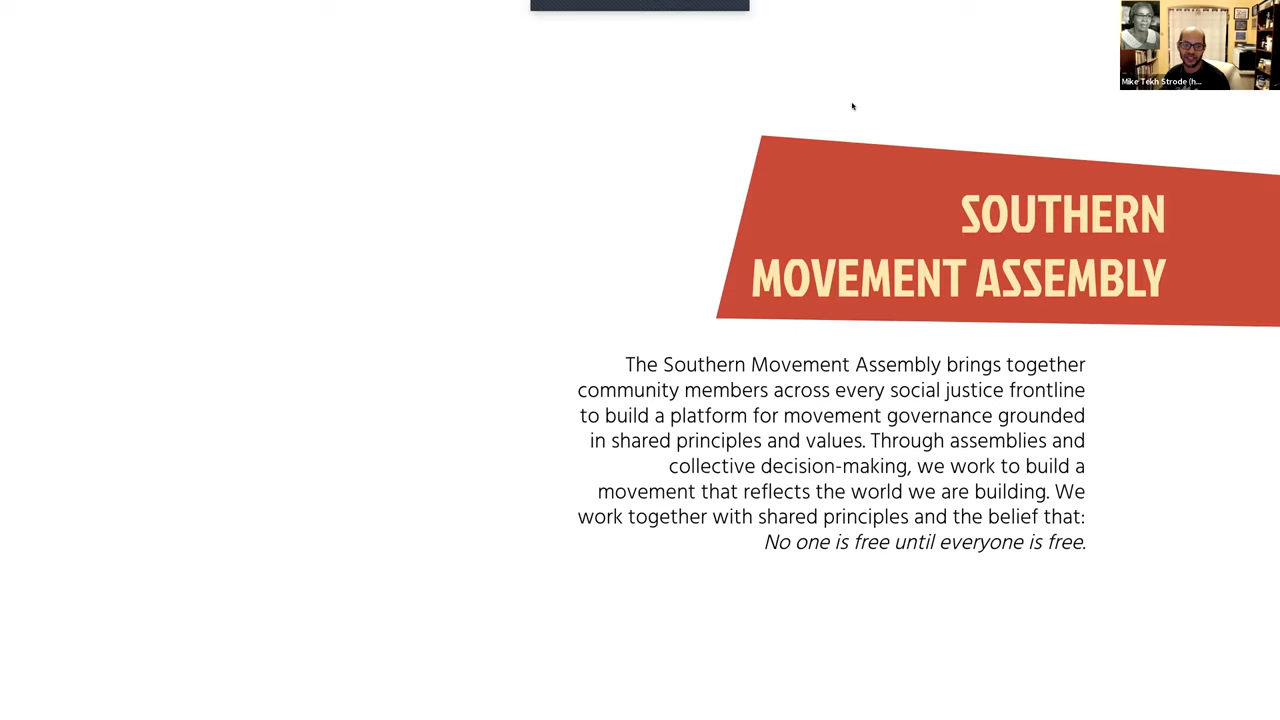 Mike Tekh Strode (h...
SOUTHERN
MOVEMENT ASSEMBLY
The Southern Movement Assembly brings together
community members across every social justice frontline
to build a platform for movement governance grounded
in shared principles and values. Through assemblies and
collective decision-making, we work to build a
movement that reflects the world we are building. We
work together with shared principles and the belief that:
No one is free until everyone is free.